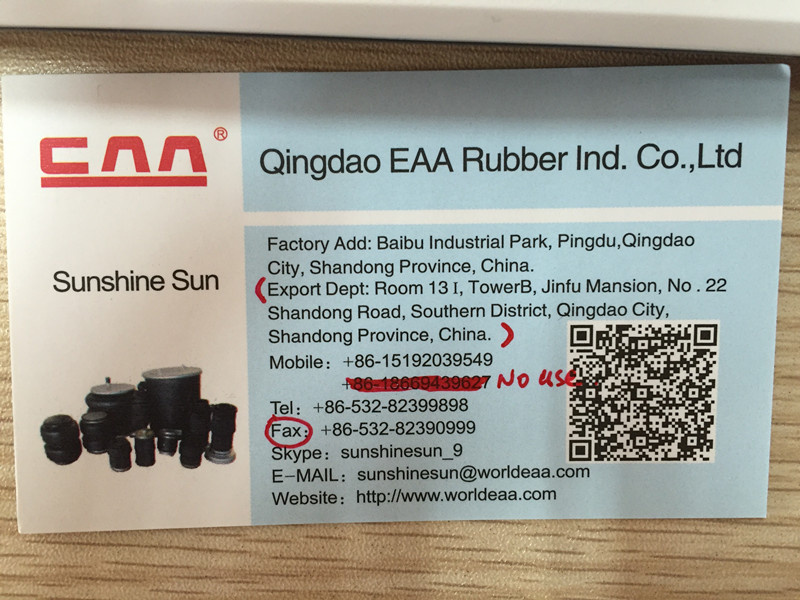 EAA®
Qingdao EAA Rubber Ind. Co.,Ltd
Sunshine Sun
Factory Add: Baibu Industrial Park, Pingdu,Qingdao
City, Shandong Province, China.
(Export Dept: Room 13 I, TowerB, Jinfu Mansion, No . 22
Shandong Road, Southern District, Qingdao City,
Shandong Province, China. )
Mobile: +86-15192039549
+86-18669439627 No use
Tel: +86-532-82399898
Fax: +86-532-82390999
Skype: sunshinesun_9
E-MAIL: sunshinesun@worldeaa.com
Website: http://www.worldeaa.com